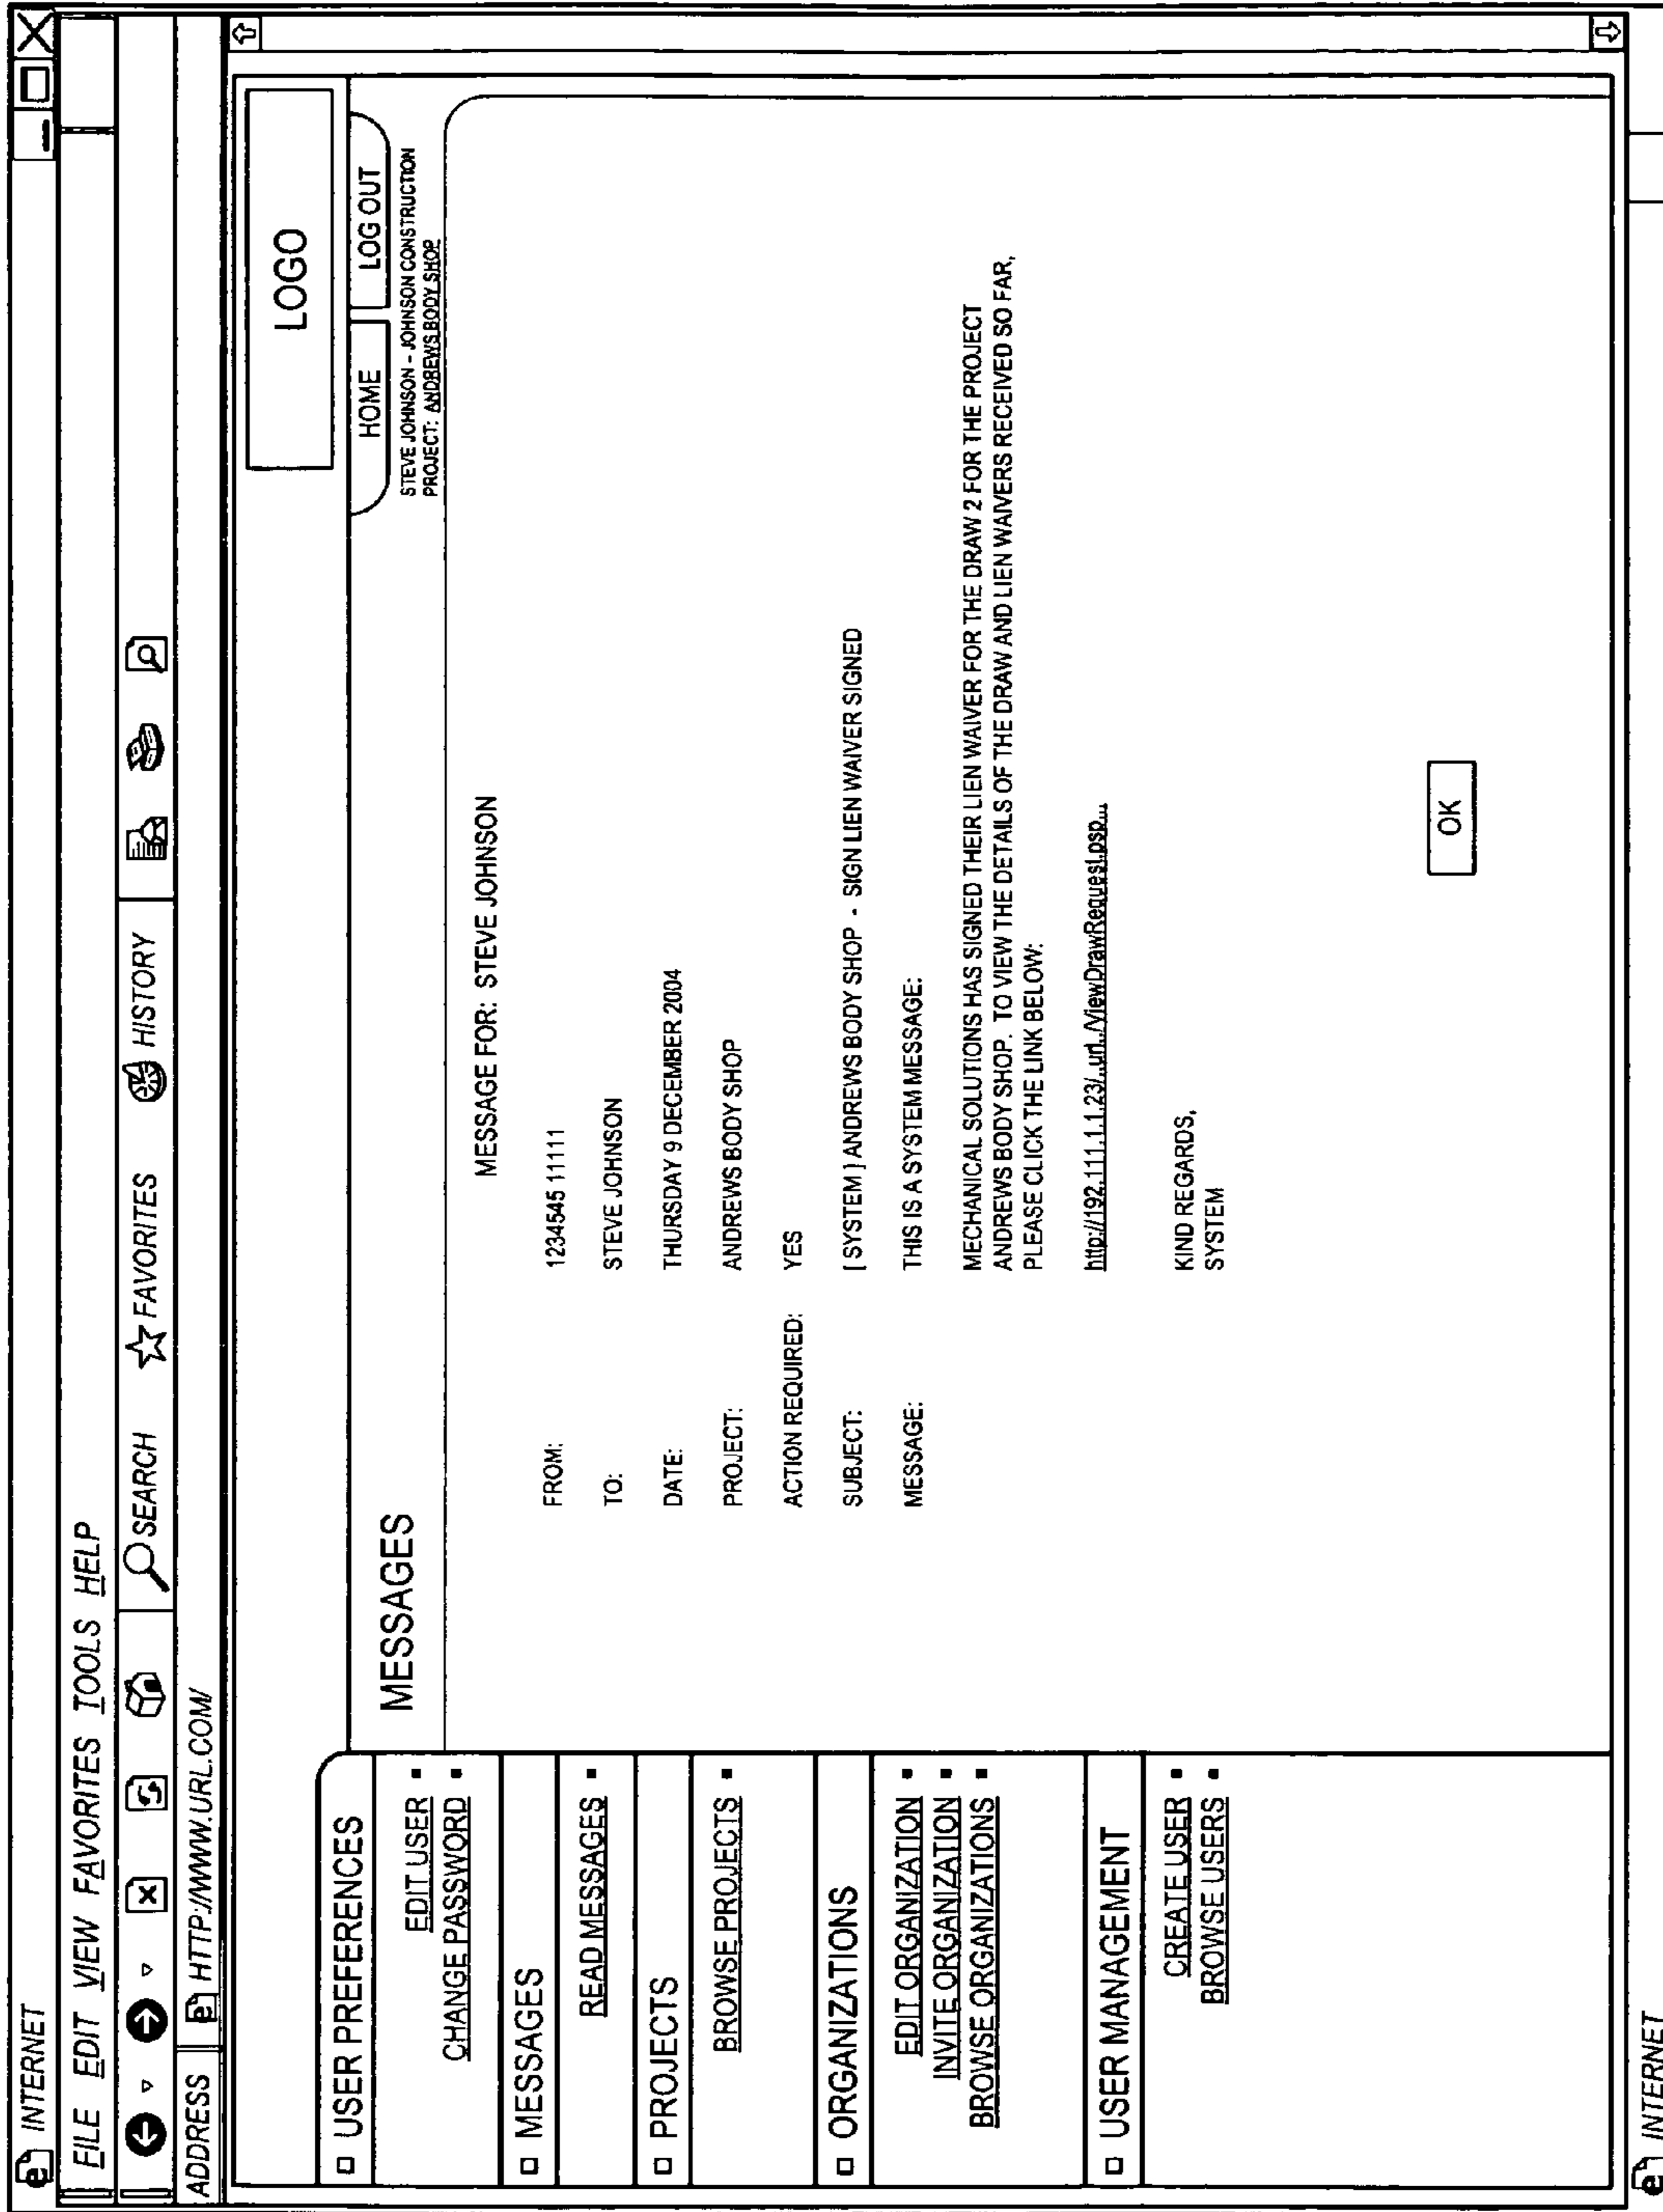 INTERNET
FILE EDIT VIEW FAVORITES TOOLS HELP
SEARCH FAVORITES HISTORY
ADDRESS HTTP://WWW.URL.COM/
LOGO
HOME LOG OUT
STEVE JOHNSON - JOHNSON CONSTRUCTION
PROJECT: ANDREWS BODY SHOP
USER PREFERENCES
EDIT USER
CHANGE PASSWORD
MESSAGES
READ MESSAGES
PROJECTS
BROWSE PROJECTS
ORGANIZATIONS
EDIT ORGANIZATION
INVITE ORGANIZATION
BROWSE ORGANIZATIONS
USER MANAGEMENT
CREATE USER
BROWSE USERS
MESSAGES
MESSAGE FOR: STEVE JOHNSON
FROM: 1234545 11111
TO: STEVE JOHNSON
DATE: THURSDAY 9 DECEMBER 2004
PROJECT: ANDREWS BODY SHOP
ACTION REQUIRED: YES
SUBJECT: [SYSTEM] ANDREWS BODY SHOP - SIGN LIEN WAIVER SIGNED
MESSAGE: THIS IS A SYSTEM MESSAGE:
MECHANICAL SOLUTIONS HAS SIGNED THEIR LIEN WAIVER FOR THE DRAW 2 FOR THE PROJECT
ANDREWS BODY SHOP. TO VIEW THE DETAILS OF THE DRAW AND LIEN WAIVERS RECEIVED SO FAR,
PLEASE CLICK THE LINK BELOW:
http://192.111.1.23/..url../ViewDrawRequest.psp...
KIND REGARDS,
SYSTEM
OK
INTERNET